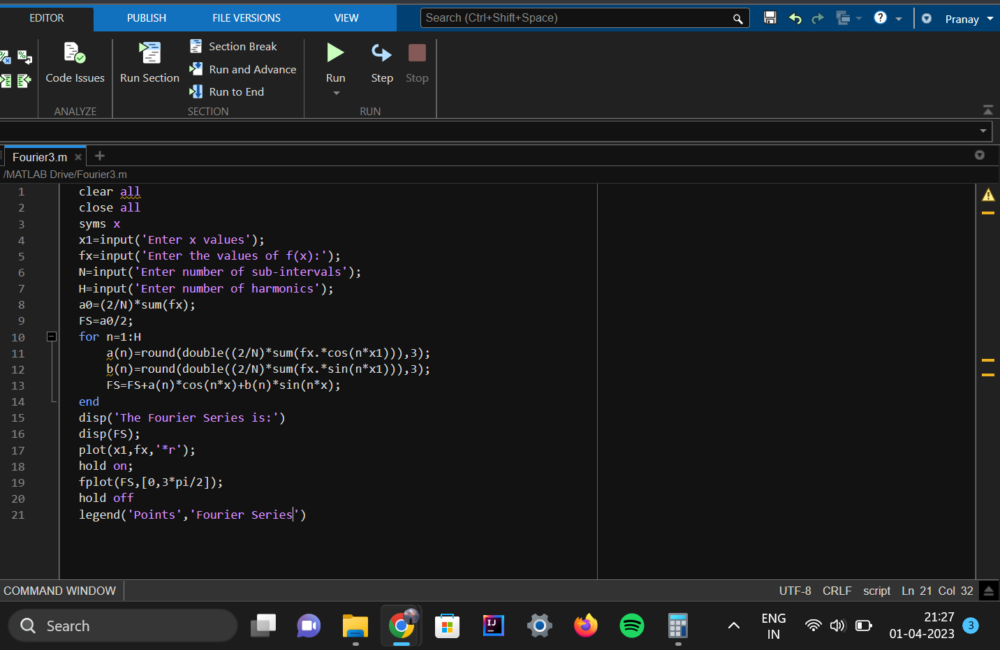 EDITOR PUBLISH FILE VERSIONS VIEW Search (Ctrl+Shift+Space) Pranay
Code Issues
Run Section
Section Break
Run and Advance
Run to End
Run
Step
Stop
ANALYZE SECTION RUN
Fourier3.m × +
/MATLAB Drive/Fourier3.m
1 clear all
2 close all
3 syms x
4 x1=input('Enter x values');
5 fx=input('Enter the values of f(x):');
6 N=input('Enter number of sub-intervals');
7 H=input('Enter number of harmonics');
8 a0=(2/N)*sum(fx);
9 FS=a0/2;
10 for n=1:H
11 a(n)=round(double((2/N)*sum(fx.*cos(n*x1))),3);
12 b(n)=round(double((2/N)*sum(fx.*sin(n*x1))),3);
13 FS=FS+a(n)*cos(n*x)+b(n)*sin(n*x);
14 end
15 disp('The Fourier Series is:')
16 disp(FS);
17 plot(x1,fx,'*r');
18 hold on;
19 fplot(FS,[0,3*pi/2]);
20 hold off
21 legend('Points','Fourier Series')
COMMAND WINDOW UTF-8 CRLF script Ln 21 Col 32
Search
IJ
ENG
IN
21:27
01-04-2023
3